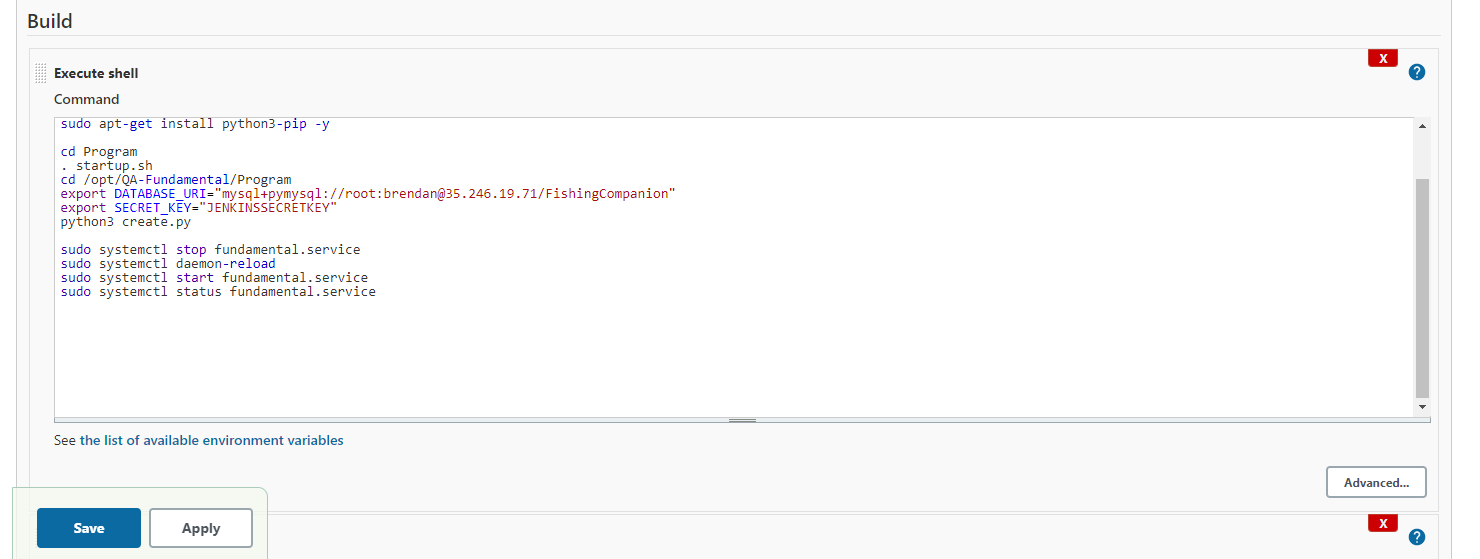 Build
X
?
Execute shell
Command
sudo apt-get install python3-pip -y
cd Program
. startup.sh
cd /opt/QA-Fundamental/Program
export DATABASE_URI="mysql+pymysql://root:brendan@35.246.19.71/FishingCompanion"
export SECRET_KEY="JENKINSSECRETKEY"
python3 create.py
sudo systemctl stop fundamental.service
sudo systemctl daemon-reload
sudo systemctl start fundamental.service
sudo systemctl status fundamental.service
See the list of available environment variables
Advanced...
Save Apply
X
?